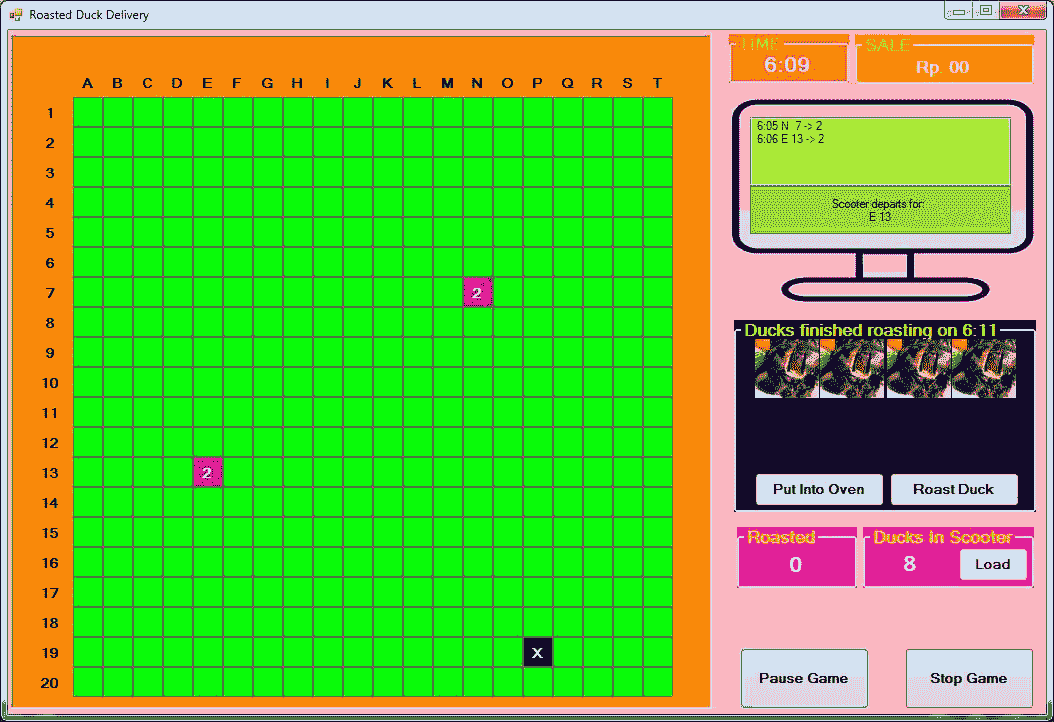 Roasted Duck Delivery
TIME
6:09
SALE
Rp. 00
A B C D E F G H I J K L M N O P Q R S T
1
2
3
4
5
6
7 2
8
9
10
11
12
13 2
14
15
16
17
18
19 X
20
6:05 N 7 -> 2
6:06 E 13 -> 2
Scooter departs for:
E 13
Ducks finished roasting on 6:11
Put Into Oven Roast Duck
Roasted
0
Ducks In Scooter
8 Load
Pause Game Stop Game